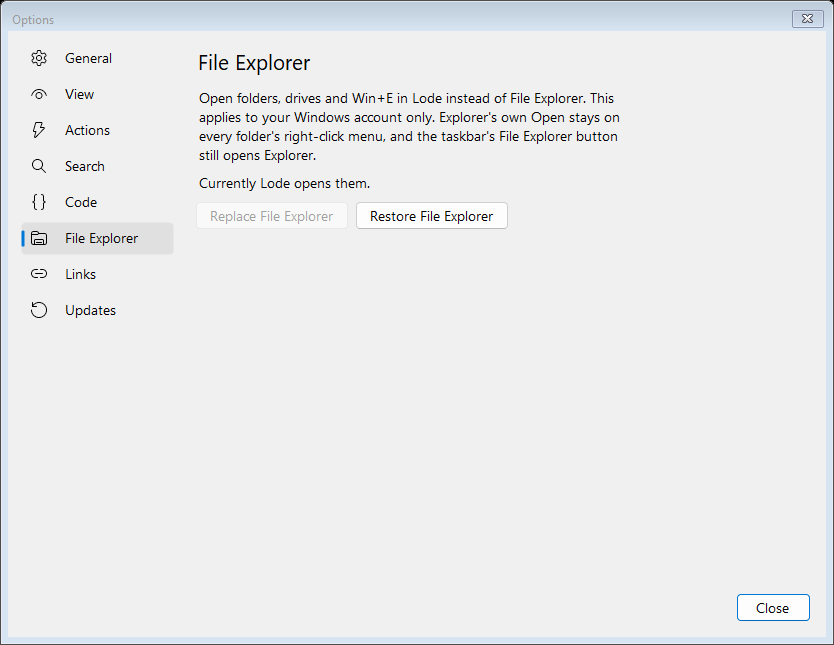 Options
General
View
Actions
Search
Code
File Explorer
Links
Updates
File Explorer
Open folders, drives and Win+E in Lode instead of File Explorer. This
applies to your Windows account only. Explorer's own Open stays on
every folder's right-click menu, and the taskbar's File Explorer button
still opens Explorer.
Currently Lode opens them.
Replace File Explorer
Restore File Explorer
Close